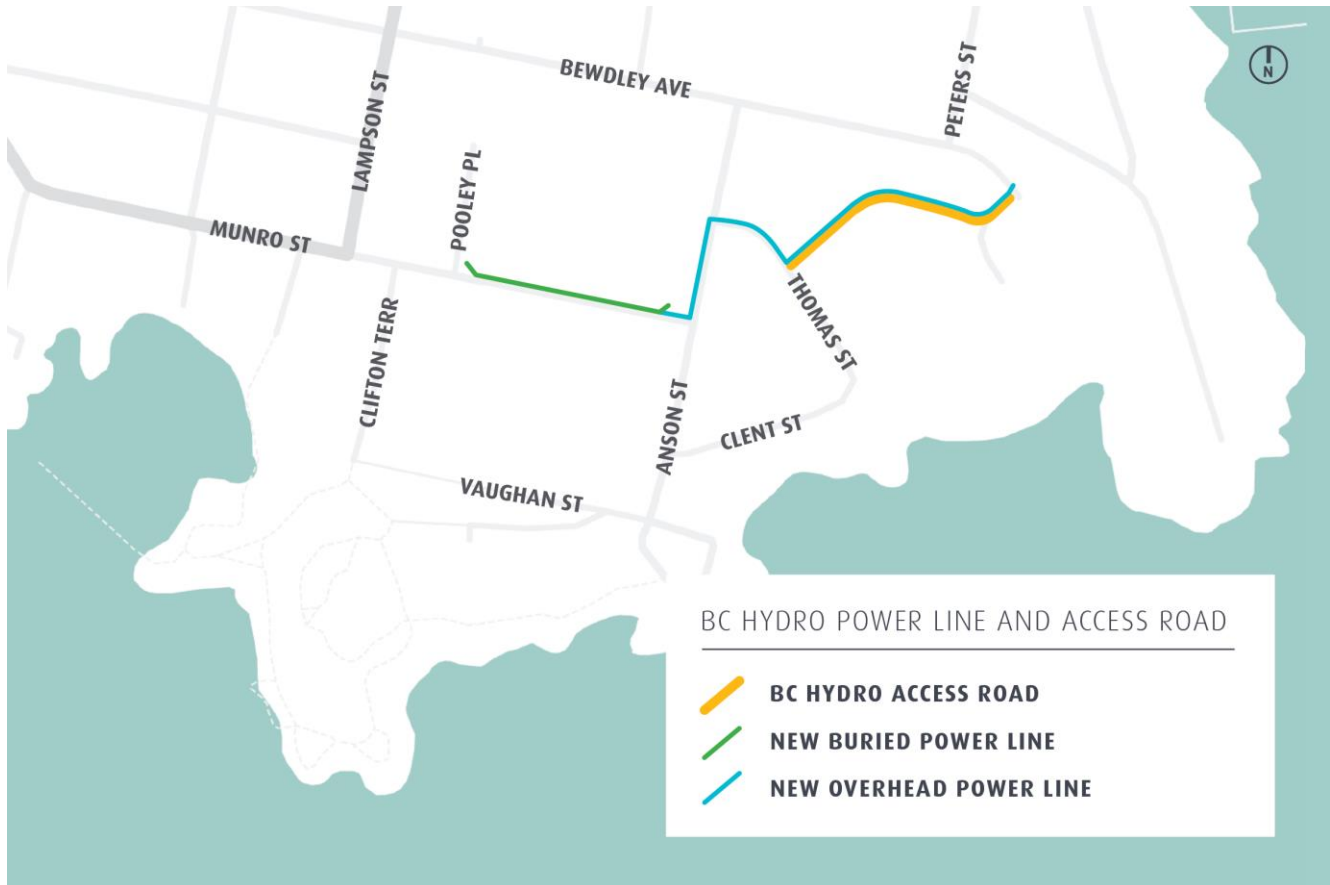 BEWDLEY AVE
PETERS ST
N
LAMPSON ST
POOLEY PL
MUNRO ST
CLIFTON TERR
THOMAS ST
ANSON ST
CLENT ST
VAUGHAN ST
BC HYDRO POWER LINE AND ACCESS ROAD
BC HYDRO ACCESS ROAD
NEW BURIED POWER LINE
NEW OVERHEAD POWER LINE